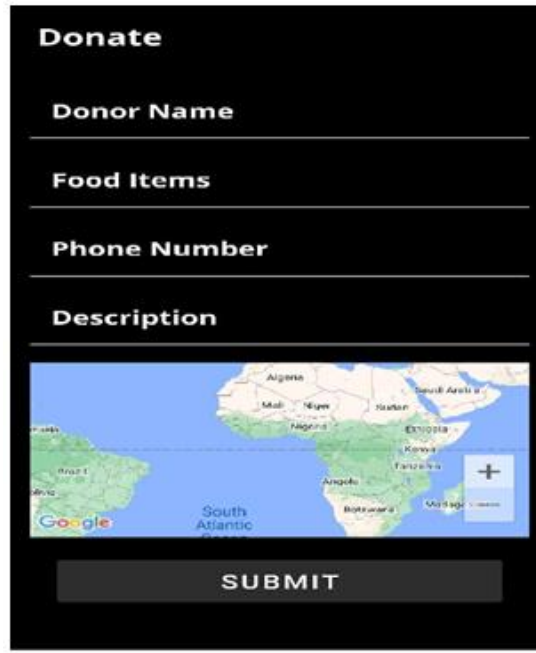 Donate
Donor Name
Food Items
Phone Number
Description
Algeria
Saudi Arabia
Mali Niger Sudan
Nigeria Ethiopia
Kenya
Brazil Tanzania
Angola
South
Atlantic
Botswana
Google
SUBMIT